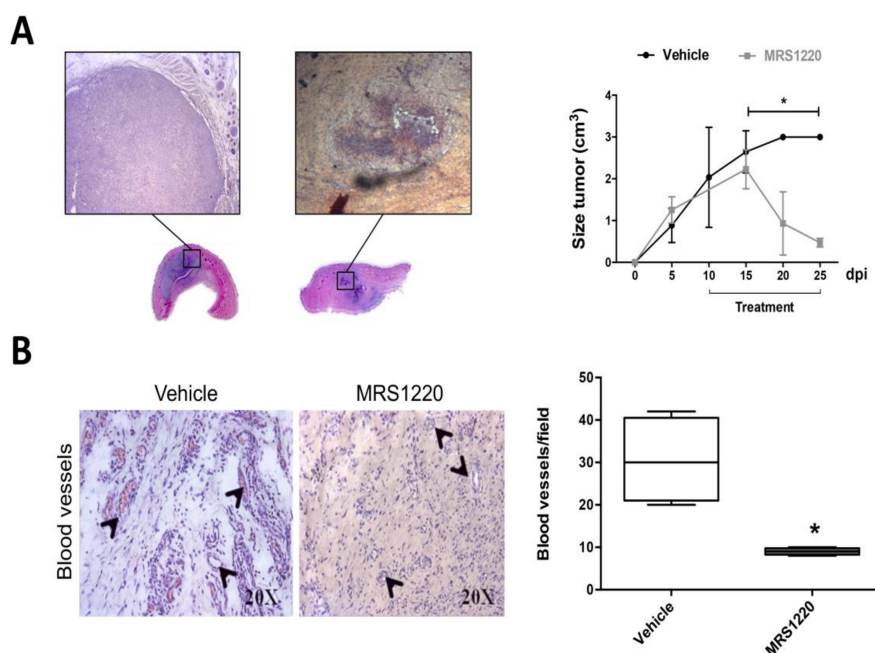 A
Vehicle MRS1220
Size tumor (cm³)
4
3
2
1
0
*
0 5 10 15 20 25 dpi
Treatment
B
Vehicle MRS1220
Blood vessels
20X 20X
Blood vessels/field
50
40
30
20
10
0
*
Vehicle MRS1220